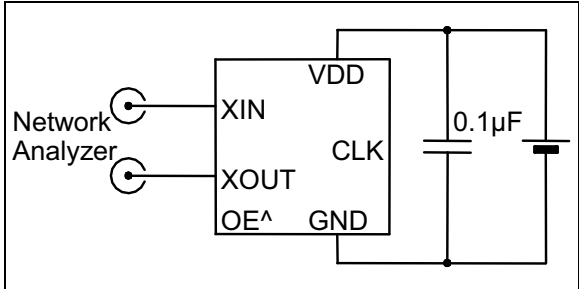 VDD
XIN
Network
Analyzer
0.1µF
CLK
XOUT
OE^
GND